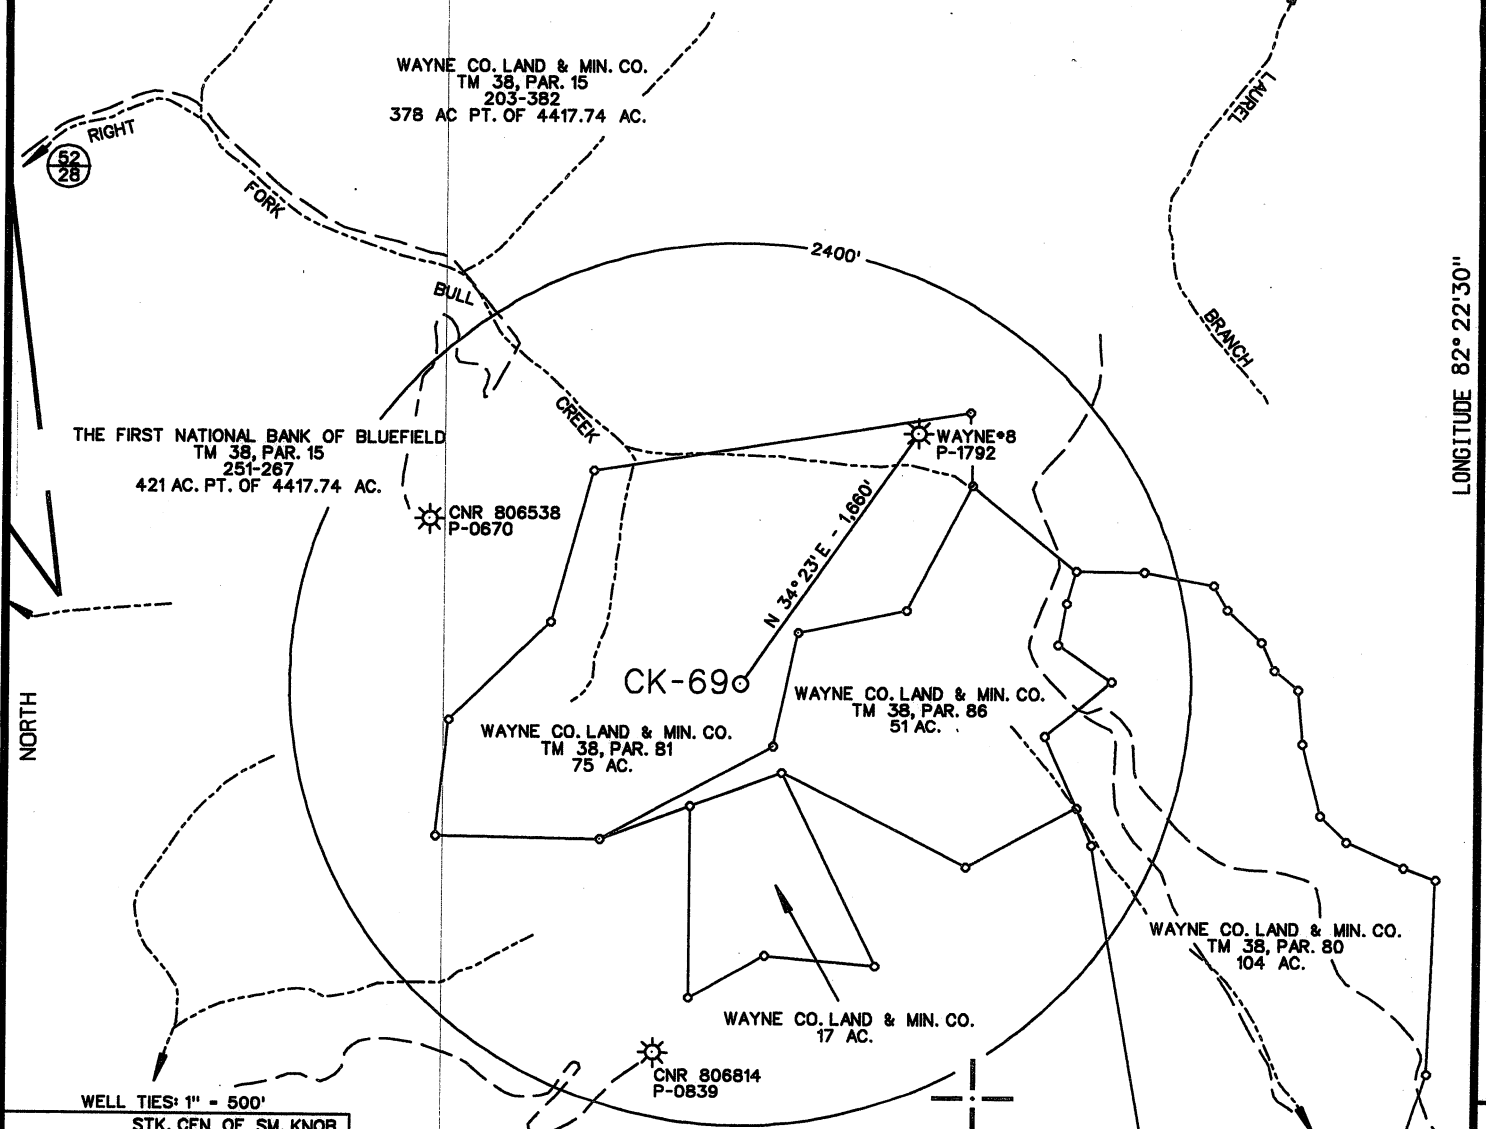 WAYNE CO. LAND & MIN. CO.
TM 38, PAR. 15
203-382
378 AC PT. OF 4417.74 AC.
RIGHT
52
28
FORK
LAUREL
2400'
BULL
BRANCH
LONGITUDE 82° 22'30"
CREEK
THE FIRST NATIONAL BANK OF BLUEFIELD
TM 38, PAR. 15
251-267
421 AC. PT. OF 4417.74 AC.
WAYNE#8
P-1792
CNR 806538
P-0670
N 34° 23' E - 1,660'
CK-69
WAYNE CO. LAND & MIN. CO.
TM 38, PAR. 86
51 AC.
NORTH
WAYNE CO. LAND & MIN. CO.
TM 38, PAR. 81
75 AC.
WAYNE CO. LAND & MIN. CO.
TM 38, PAR. 80
104 AC.
WAYNE CO. LAND & MIN. CO.
17 AC.
CNR 806814
P-0839
WELL TIES: 1" = 500'
STK. CEN. OF SM. KNOB